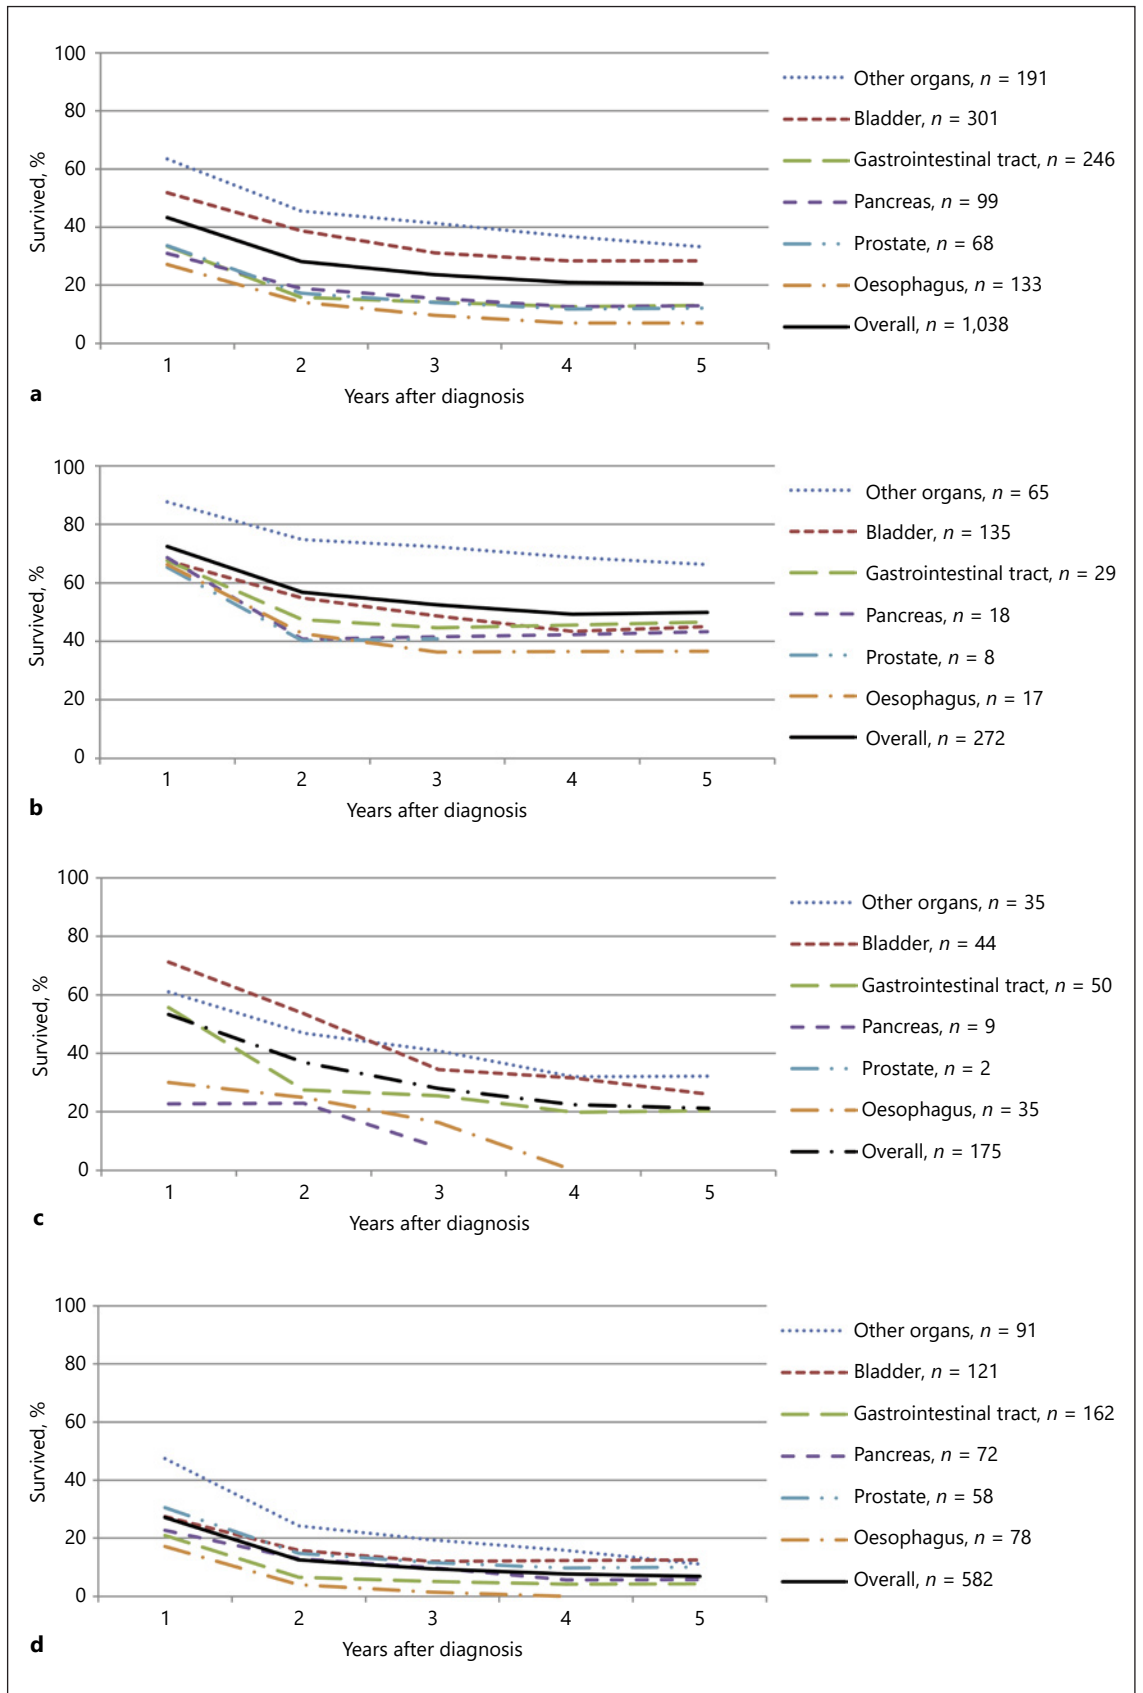 100
80
60
40
20
0
Survived, %
1 2 3 4 5
Years after diagnosis
Other organs, n = 191
Bladder, n = 301
Gastrointestinal tract, n = 246
Pancreas, n = 99
Prostate, n = 68
Oesophagus, n = 133
Overall, n = 1,038
a
100
80
60
40
20
0
Survived, %
1 2 3 4 5
Years after diagnosis
Other organs, n = 65
Bladder, n = 135
Gastrointestinal tract, n = 29
Pancreas, n = 18
Prostate, n = 8
Oesophagus, n = 17
Overall, n = 272
b
100
80
60
40
20
0
Survived, %
1 2 3 4 5
Years after diagnosis
Other organs, n = 35
Bladder, n = 44
Gastrointestinal tract, n = 50
Pancreas, n = 9
Prostate, n = 2
Oesophagus, n = 35
Overall, n = 175
c
100
80
60
40
20
0
Survived, %
1 2 3 4 5
Years after diagnosis
Other organs, n = 91
Bladder, n = 121
Gastrointestinal tract, n = 162
Pancreas, n = 72
Prostate, n = 58
Oesophagus, n = 78
Overall, n = 582
d